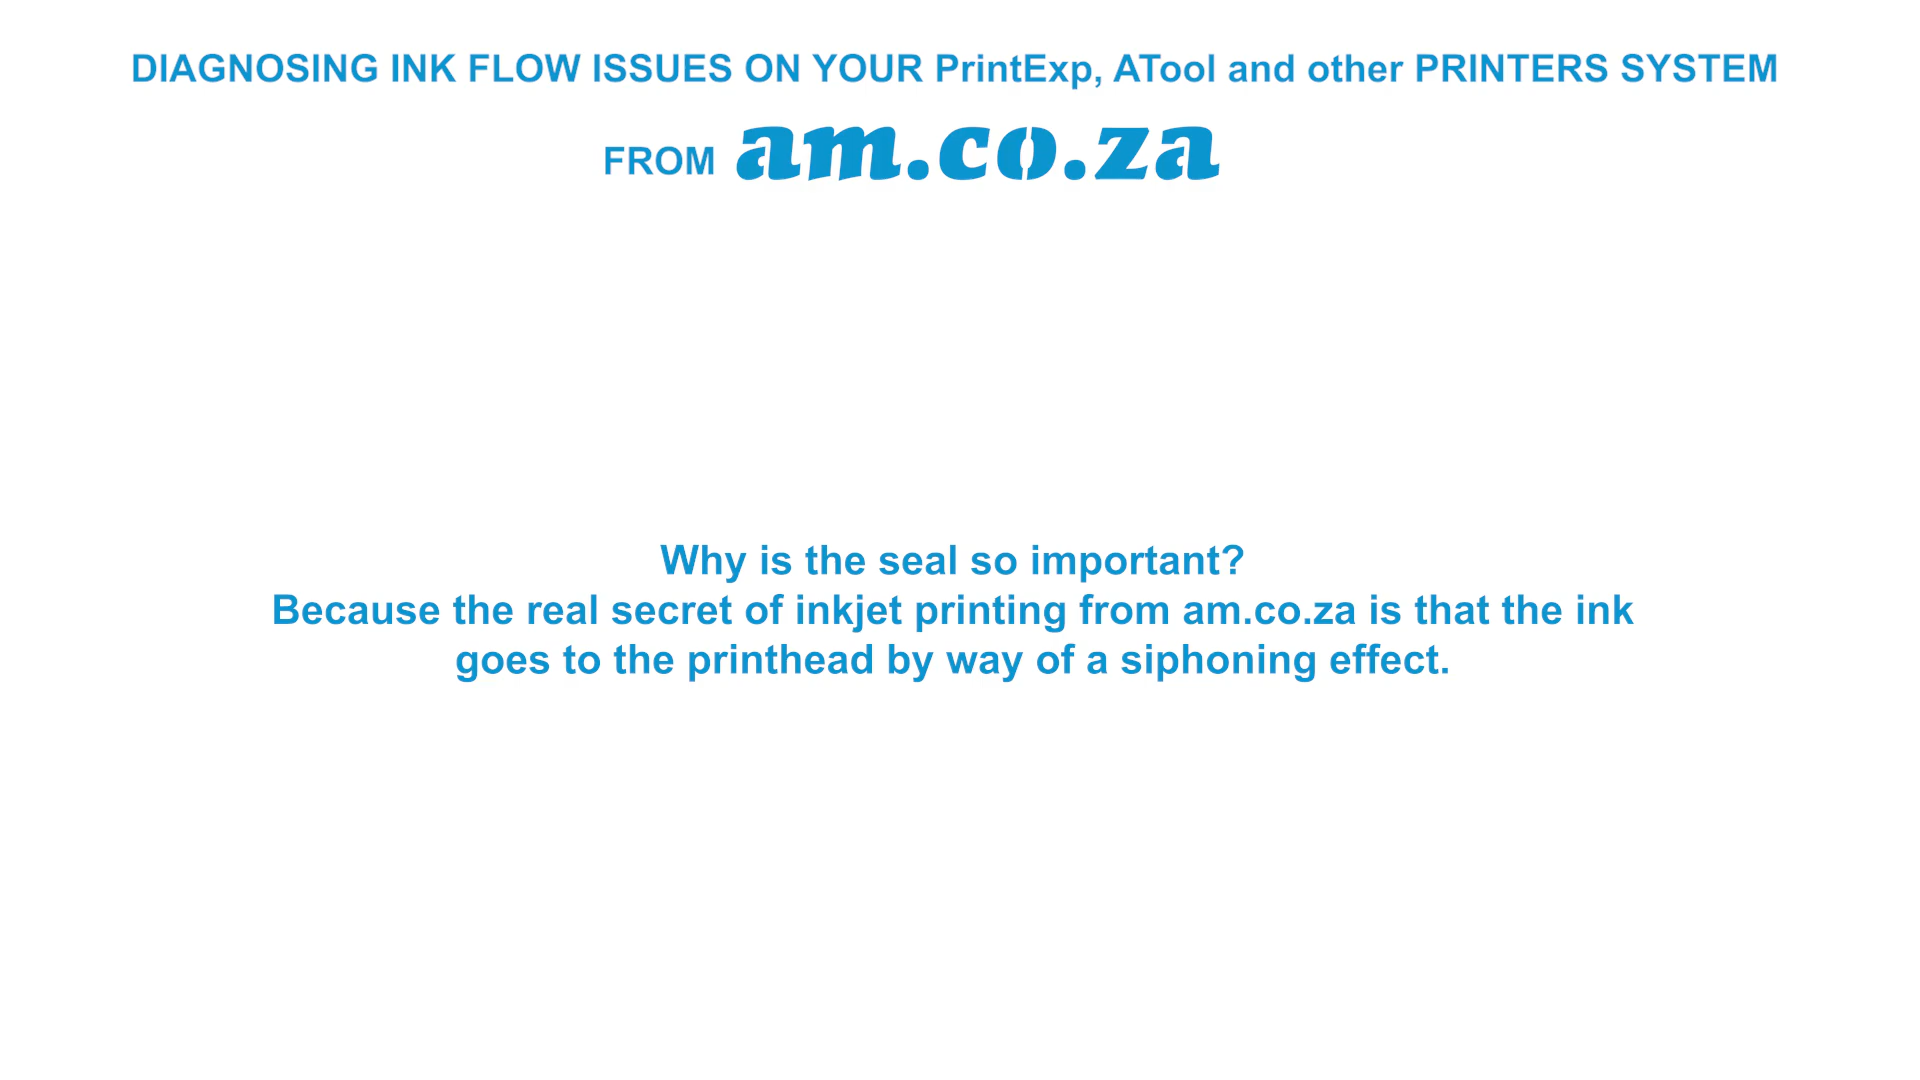 DIAGNOSING INK FLOW ISSUES ON YOUR PrintExp, ATool and other PRINTERS SYSTEM
FROM am.co.za
Why is the seal so important?
Because the real secret of inkjet printing from am.co.za is that the ink
goes to the printhead by way of a siphoning effect.